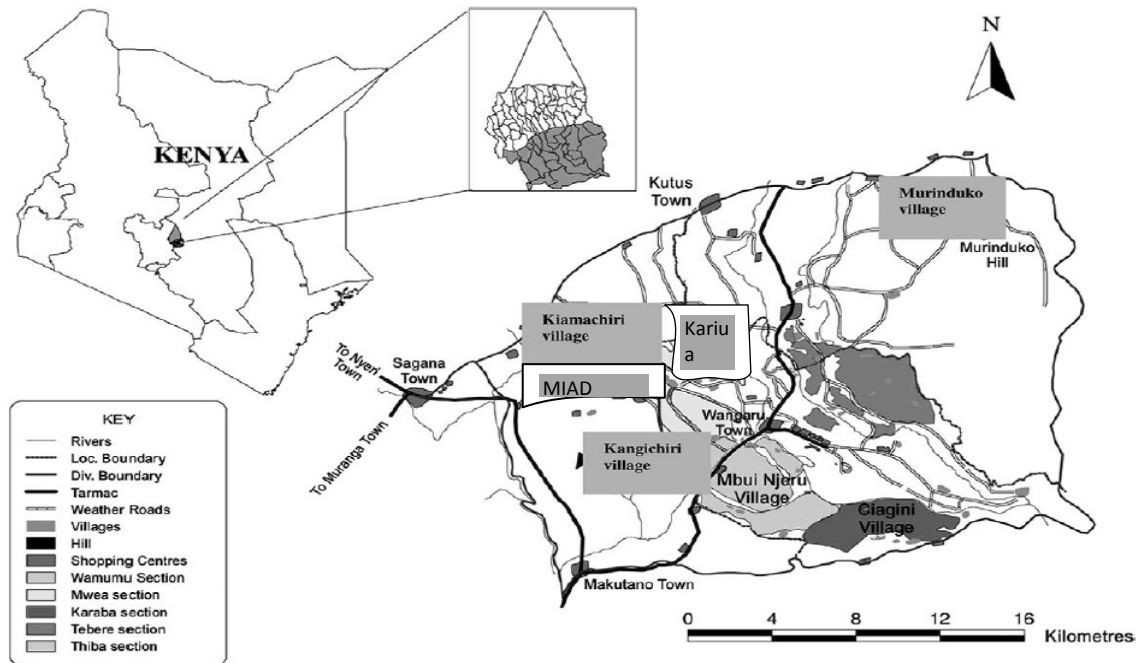 KENYA
N
Kutus
Town
Murinduko
village
Murinduko
Hill
Kiamachiri
village
Kariu
a
To Nyeri
Town
Sagana
Town
MIAD
To Muranga Town
Wangaru
Town
Kangichiri
village
Mbui Njeru
Village
Ciagini
Village
Makutano Town
KEY
Rivers
Loc. Boundary
Div. Boundary
Tarmac
Weather Roads
Villages
Hill
Shopping Centres
Wamumu Section
Mwea section
Karaba section
Tebere section
Thiba section
0 4 8 12 16
Kilometres